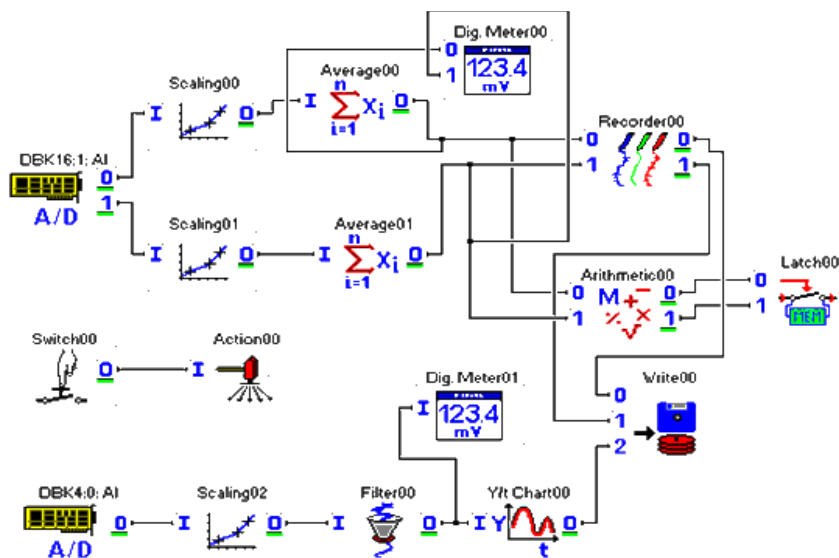 Dig. Meter00
0
1
123.4
mV
Scaling00
I
0
Average00
I
n
Σ Xi
i=1
0
Recorder00
0
0
1
1
DBK16:1: AI
0
1
A/D
Scaling01
I
0
Average01
I
n
Σ Xi
i=1
0
Arithmetic00
0
M
0
1
1
Latch00
0
1
MEM
Switch00
0
Action00
I
Dig. Meter01
I
123.4
mV
Write00
0
1
2
DBK4:0: AI
0
A/D
Scaling02
I
0
Filter00
I
0
Y/t Chart00
I
Y
t
0